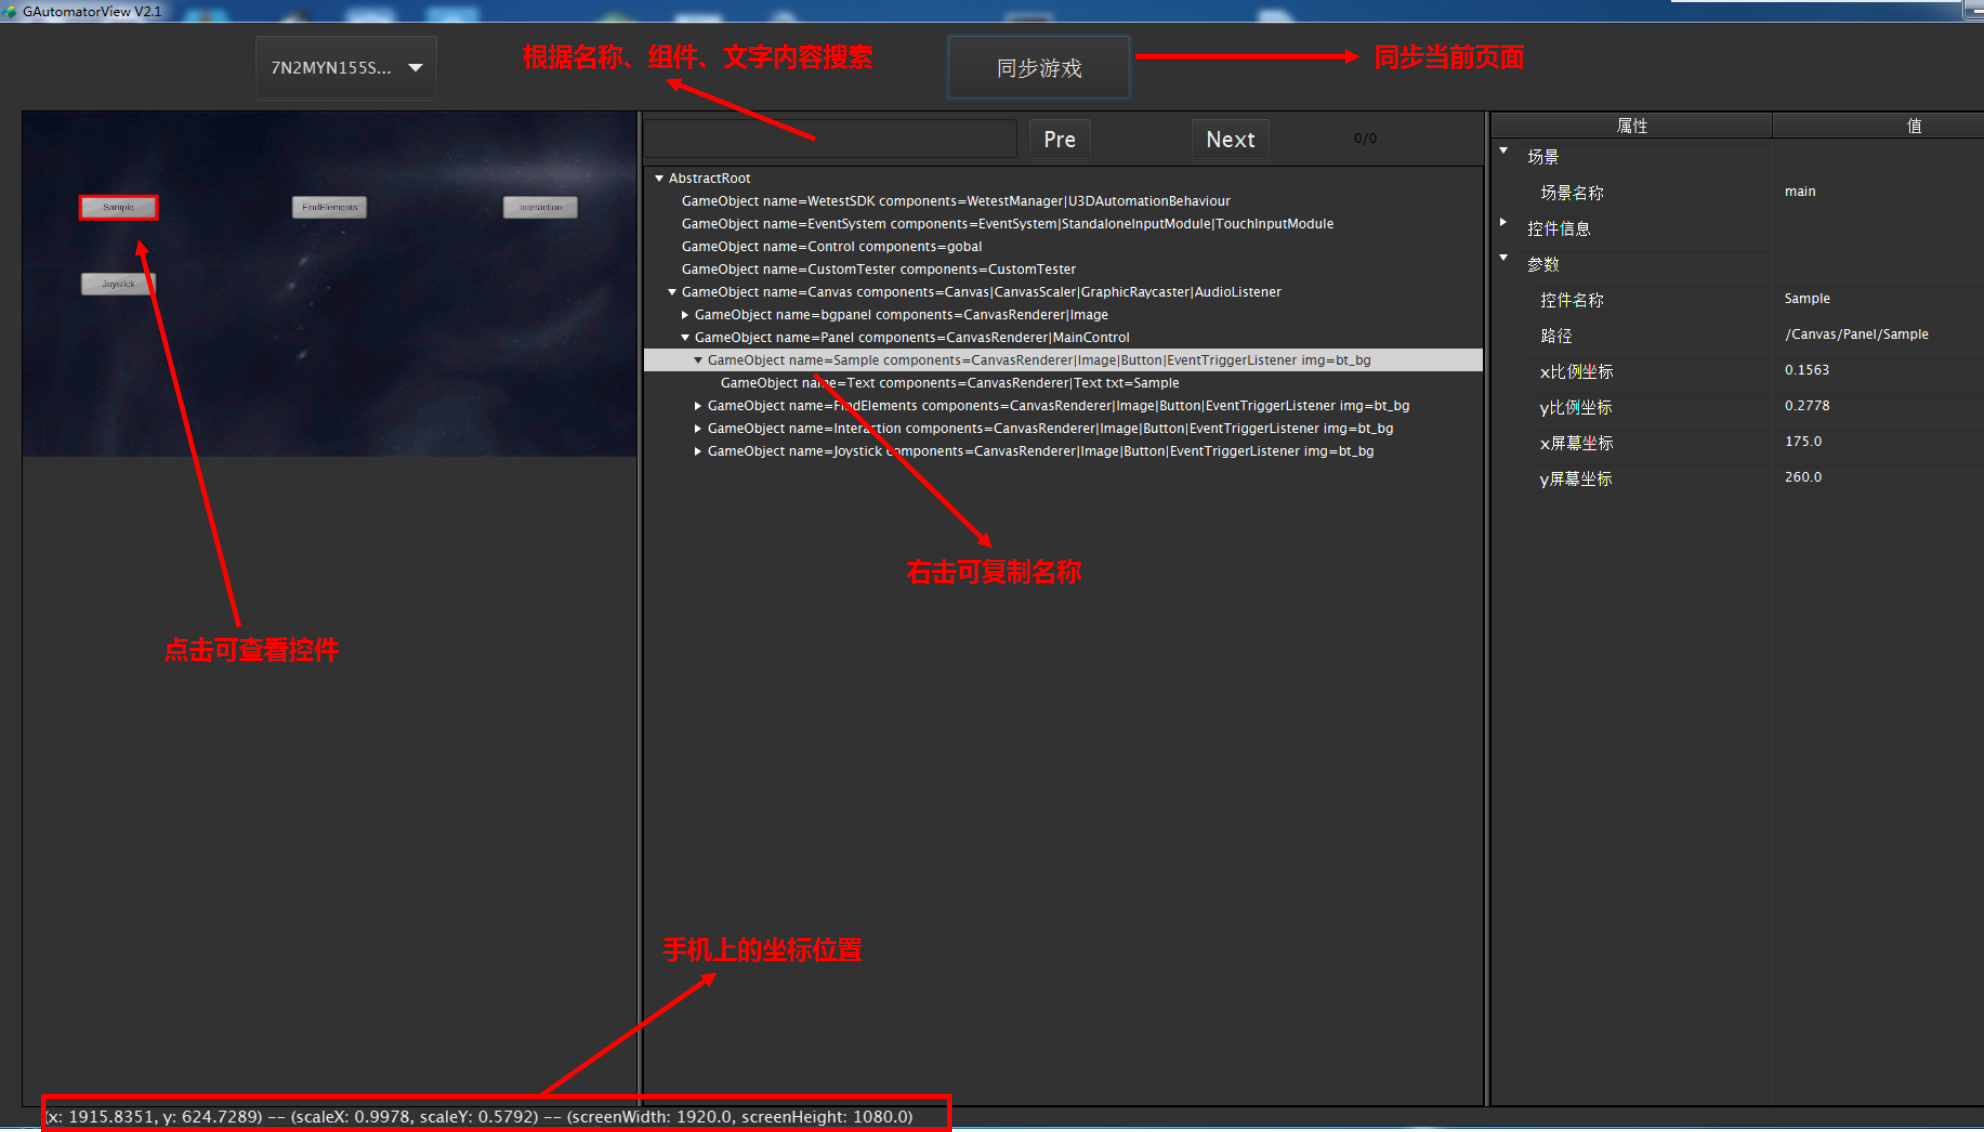 GAutomatorView V2.1
7N2MYN155S...
根据名称、组件、文字内容搜索
同步游戏
同步当前页面
Pre
Next
0/0
属性
值
Sample
FindElements
Interaction
Joystick
点击可查看控件
AbstractRoot
GameObject name=WetestSDK components=WetestManager|U3DAutomationBehaviour
GameObject name=EventSystem components=EventSystem|StandaloneInputModule|TouchInputModule
GameObject name=Control components=gobal
GameObject name=CustomTester components=CustomTester
GameObject name=Canvas components=Canvas|CanvasScaler|GraphicRaycaster|AudioListener
GameObject name=bgpanel components=CanvasRenderer|Image
GameObject name=Panel components=CanvasRenderer|MainControl
GameObject name=Sample components=CanvasRenderer|Image|Button|EventTriggerListener img=bt_bg
GameObject name=Text components=CanvasRenderer|Text txt=Sample
GameObject name=FindElements components=CanvasRenderer|Image|Button|EventTriggerListener img=bt_bg
GameObject name=Interaction components=CanvasRenderer|Image|Button|EventTriggerListener img=bt_bg
GameObject name=Joystick components=CanvasRenderer|Image|Button|EventTriggerListener img=bt_bg
右击可复制名称
手机上的坐标位置
场景
场景名称 main
控件信息
参数
控件名称 Sample
路径 /Canvas/Panel/Sample
x比例坐标 0.1563
y比例坐标 0.2778
x屏幕坐标 175.0
y屏幕坐标 260.0
(x: 1915.8351, y: 624.7289) -- (scaleX: 0.9978, scaleY: 0.5792) -- (screenWidth: 1920.0, screenHeight: 1080.0)